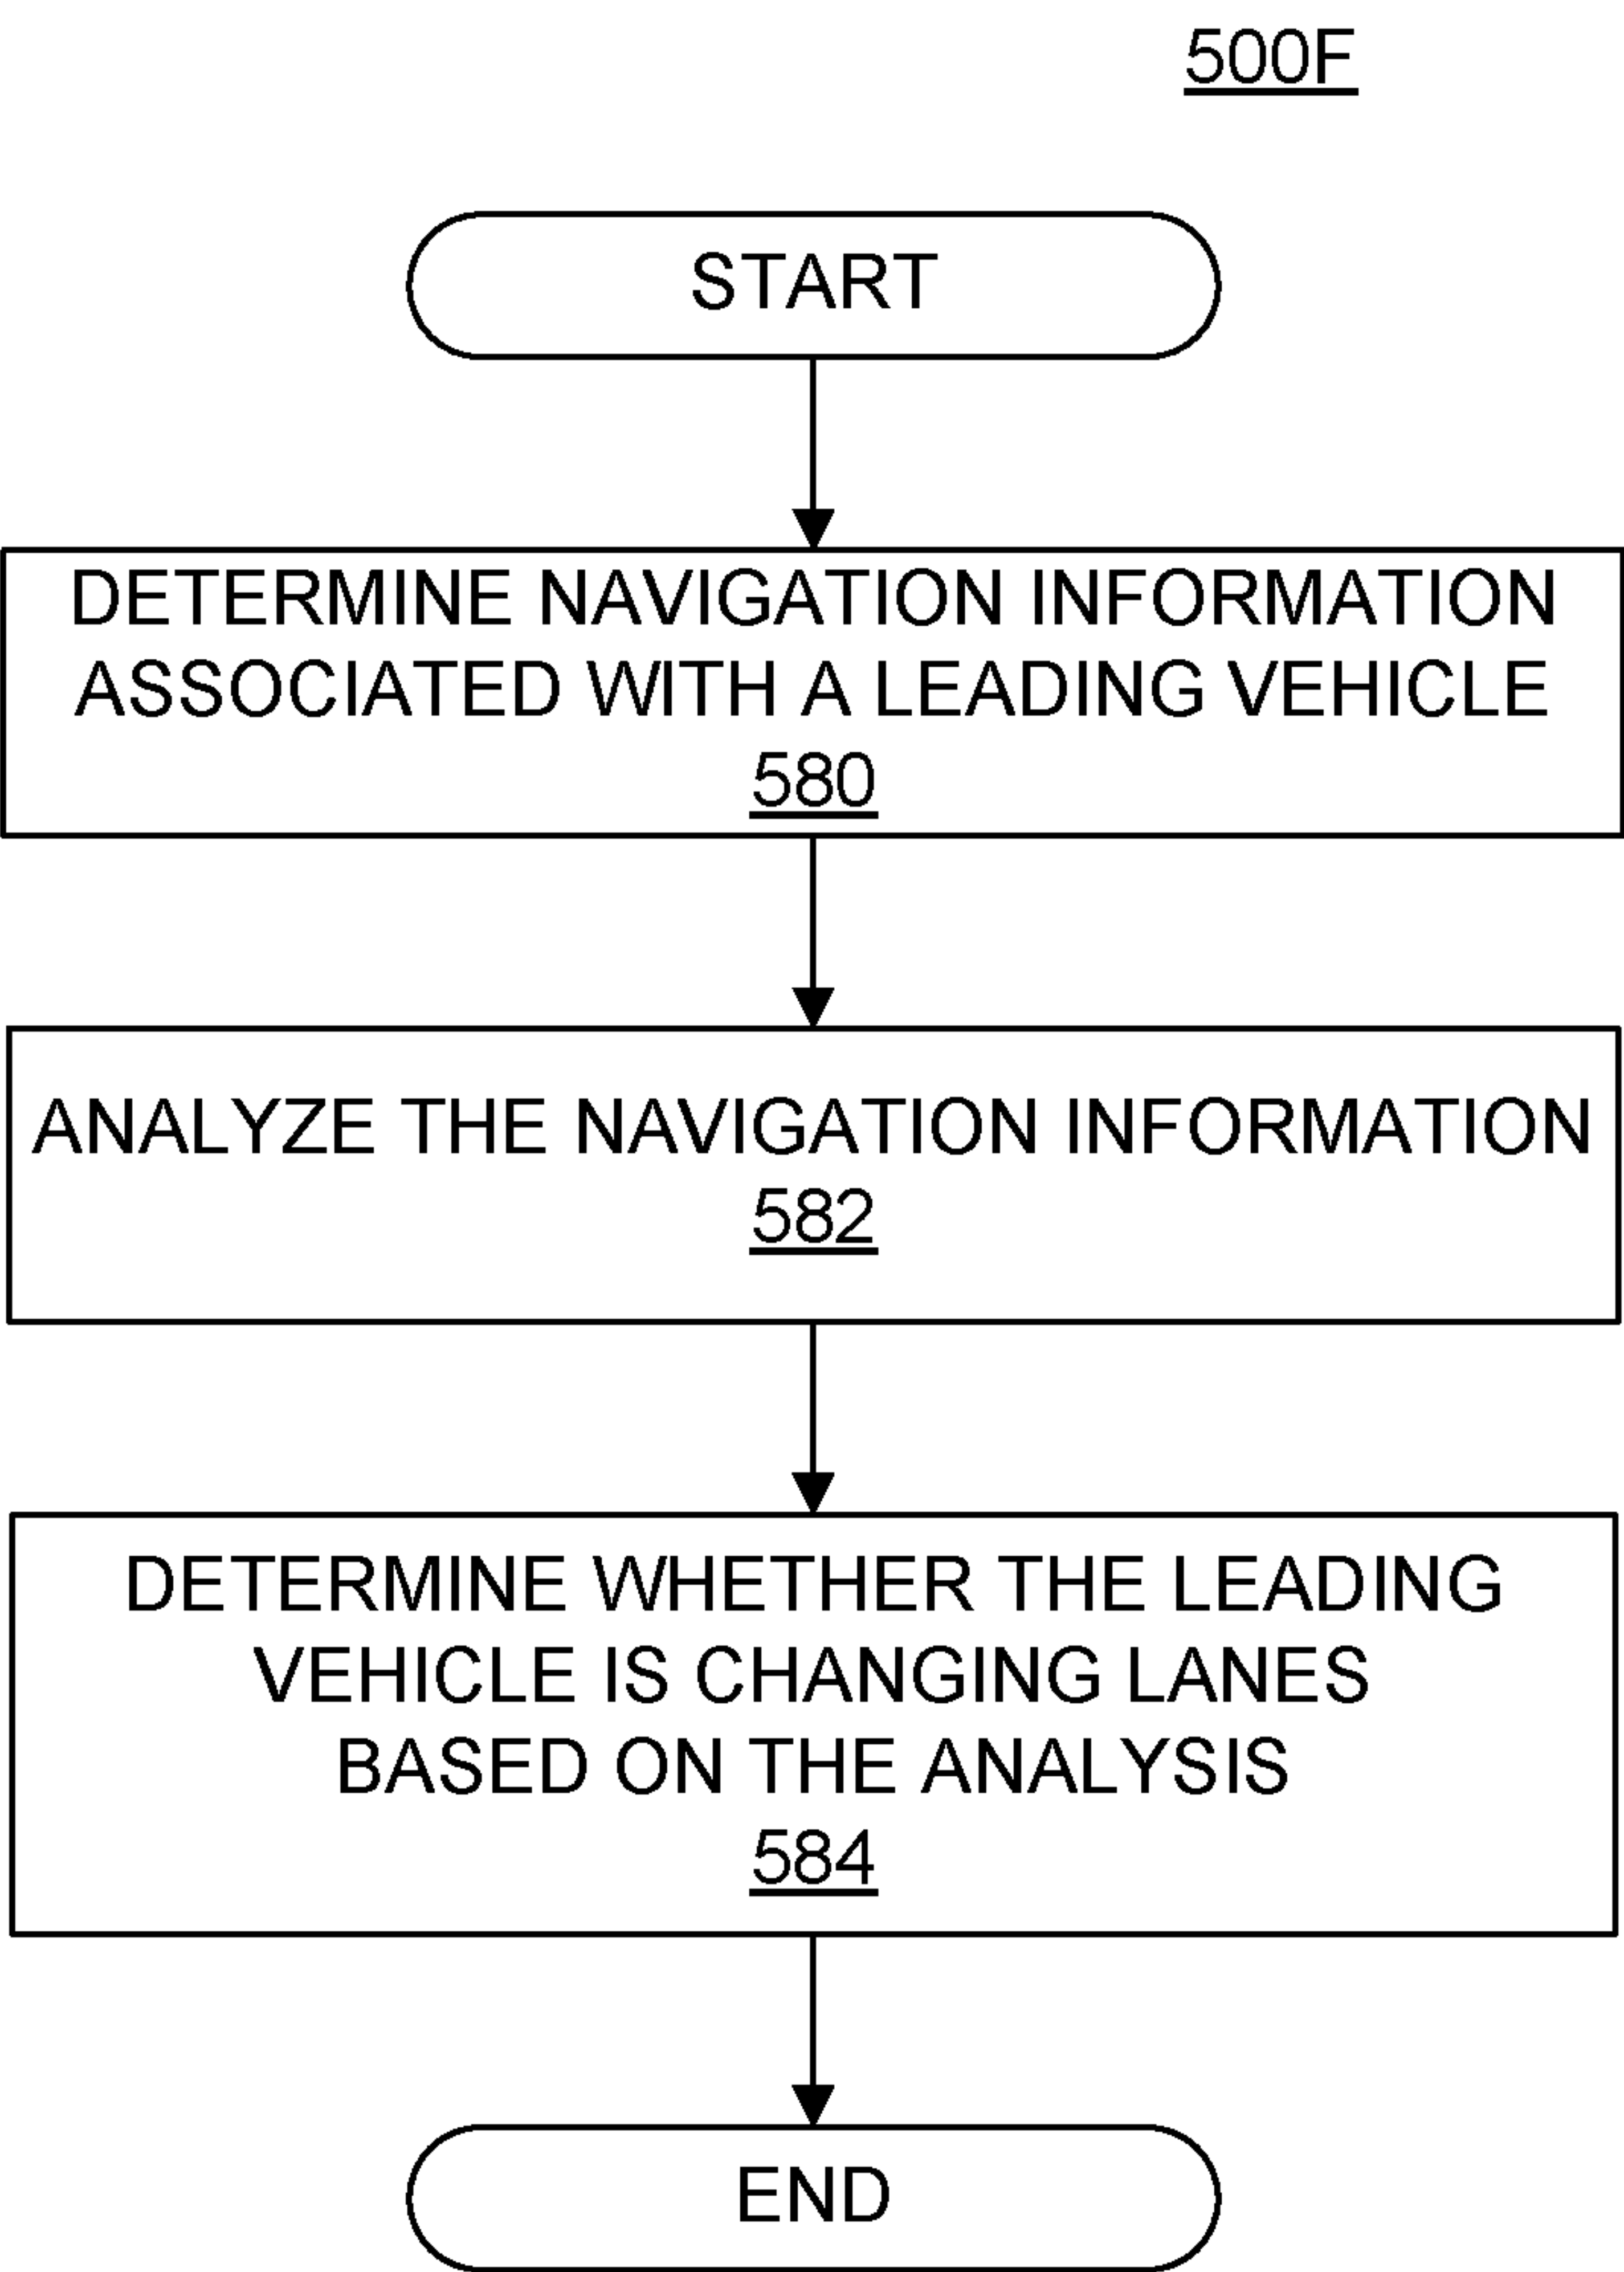 500F
START
DETERMINE NAVIGATION INFORMATION
ASSOCIATED WITH A LEADING VEHICLE
580
ANALYZE THE NAVIGATION INFORMATION
582
DETERMINE WHETHER THE LEADING
VEHICLE IS CHANGING LANES
BASED ON THE ANALYSIS
584
END